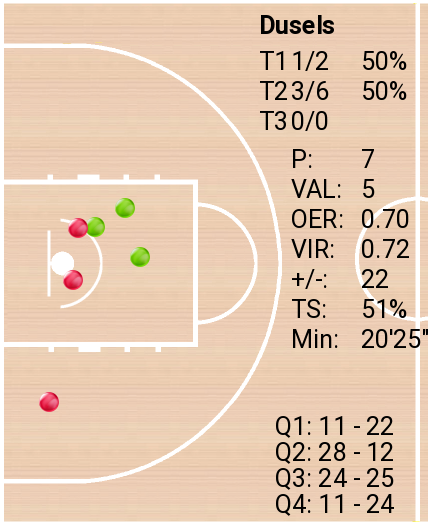 Dusels
T1 1/2 50%
T2 3/6 50%
T3 0/0
P: 7
VAL: 5
OER: 0.70
VIR: 0.72
+/-: 22
TS: 51%
Min: 20'25"
Q1: 11 - 22
Q2: 28 - 12
Q3: 24 - 25
Q4: 11 - 24